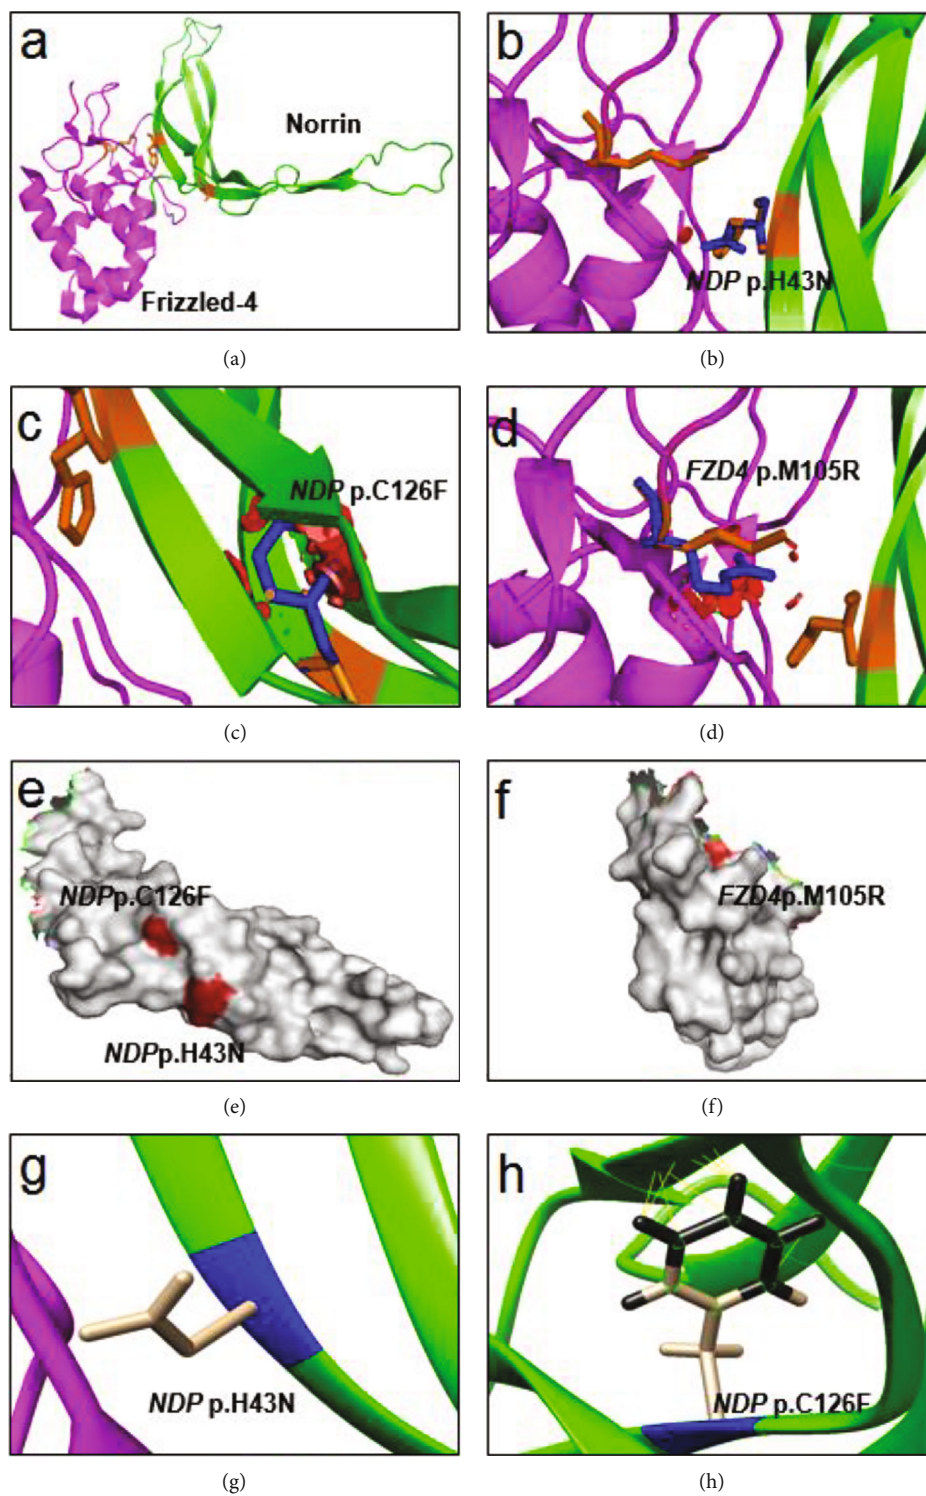 a
Norrin
Frizzled-4
(a)
b
NDP p.H43N
(b)
c
NDP p.C126F
(c)
d
FZD4 p.M105R
(d)
e
NDPp.C126F
NDPp.H43N
(e)
f
FZD4p.M105R
(f)
g
NDP p.H43N
(g)
h
NDP p.C126F
(h)